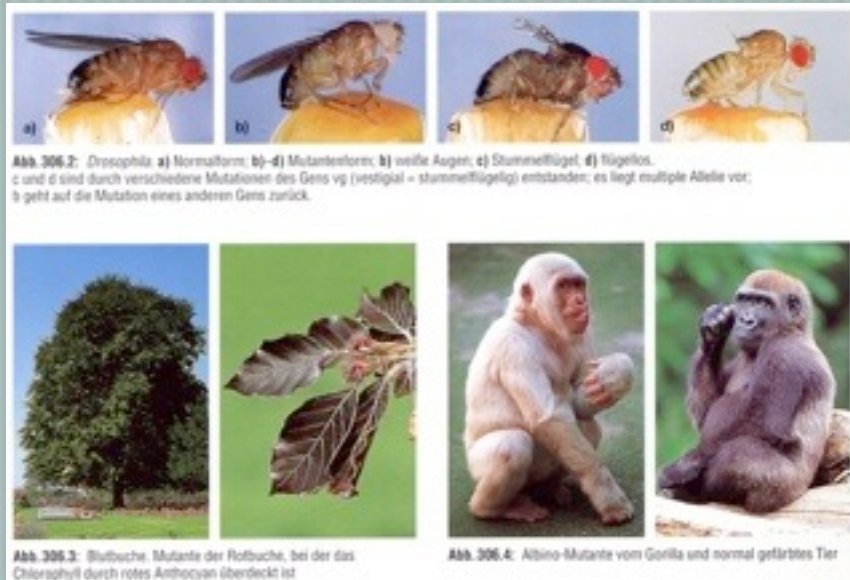 a)
b)
c)
d)
Abb. 306.2: Drosophila a) Normalform; b)–d) Mutantenform; b) weiße Augen; c) Stummelflügel; d) flügellos.
c und d sind durch verschiedene Mutationen des Gens vg (vestigial = stummelflügelig) entstanden; es liegt multiple Allelie vor;
b geht auf die Mutation eines anderen Gens zurück.
Abb. 306.3: Blutbuche. Mutante der Rotbuche, bei der das
Chlorophyll durch rotes Anthocyan überdeckt ist
Abb. 306.4: Albino-Mutante vom Gorilla und normal gefärbtes Tier